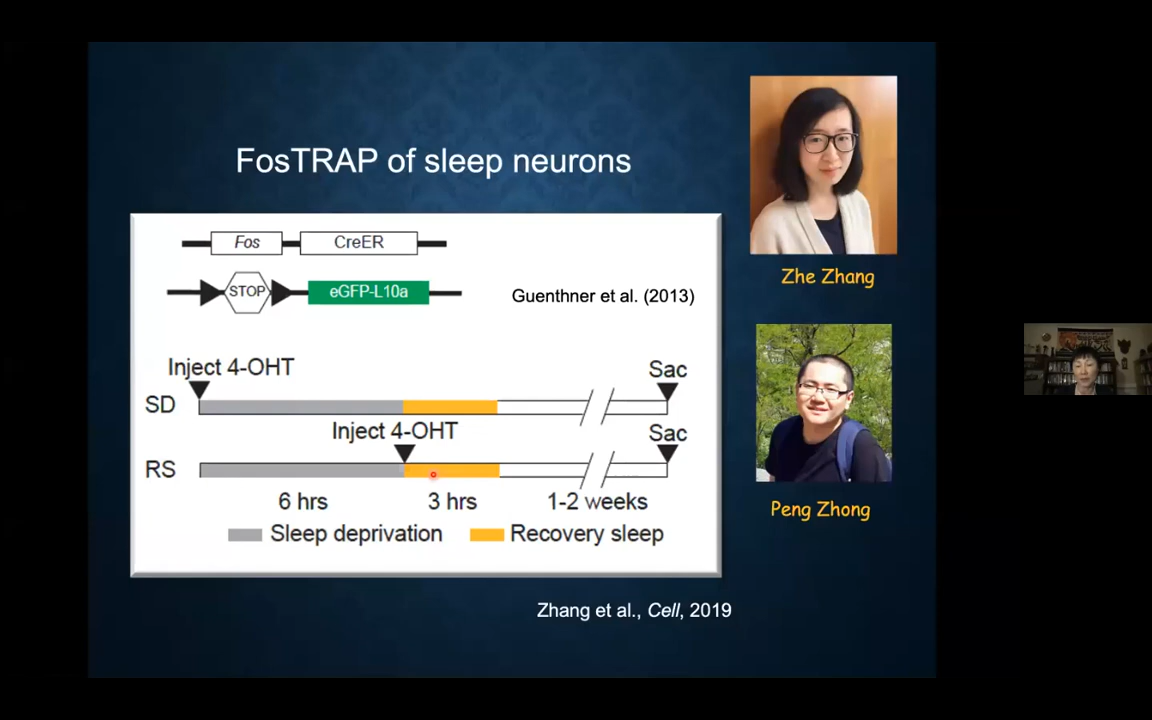 FosTRAP of sleep neurons
Fos CreER
STOP eGFP-L10a
Guenthner et al. (2013)
Inject 4-OHT Sac
SD
Inject 4-OHT Sac
RS
6 hrs 3 hrs 1-2 weeks
Sleep deprivation Recovery sleep
Zhang et al., Cell, 2019
Zhe Zhang
Peng Zhong